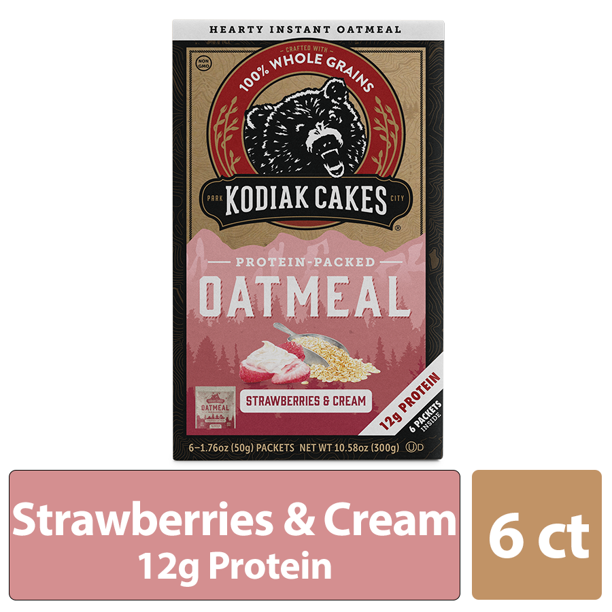 HEARTY INSTANT OATMEAL
CRAFTED WITH
100% WHOLE GRAINS
NON
GMO
PARK KODIAK CAKES CITY
®
PROTEIN-PACKED
OATMEAL
STRAWBERRIES & CREAM
OATMEAL
12g PROTEIN
6 PACKETS
INSIDE
6–1.76oz (50g) PACKETS NET WT 10.58oz (300g) UD
Strawberries & Cream
12g Protein
6 ct